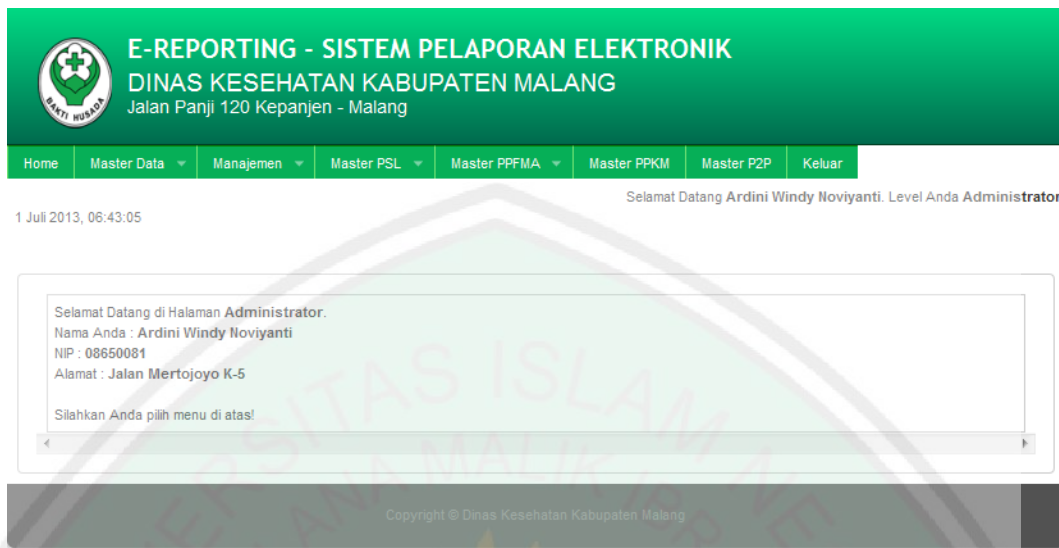 E-REPORTING - SISTEM PELAPORAN ELEKTRONIK
DINAS KESEHATAN KABUPATEN MALANG
Jalan Panji 120 Kepanjen - Malang
BAKTI HUSADA
Home Master Data Manajemen Master PSL Master PPFMA Master PPKM Master P2P Keluar
Selamat Datang Ardini Windy Noviyanti. Level Anda Administrator
1 Juli 2013, 06:43:05
Selamat Datang di Halaman Administrator.
Nama Anda : Ardini Windy Noviyanti
NIP : 08650081
Alamat : Jalan Mertojoyo K-5
Silahkan Anda pilih menu di atas!
Copyright © Dinas Kesehatan Kabupaten Malang